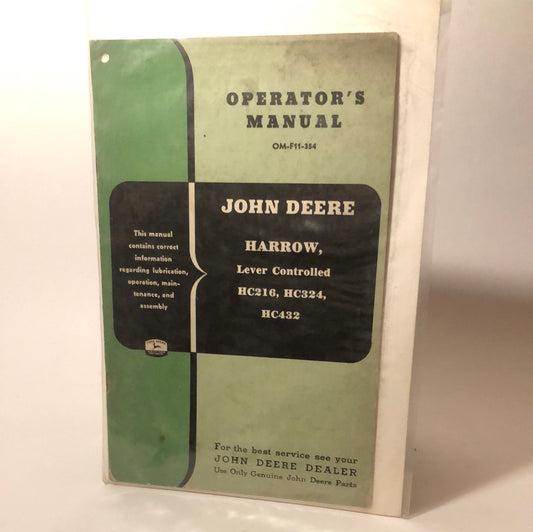 OPERATOR'S
MANUAL
OM-F11-354
JOHN DEERE
HARROW,
Lever Controlled
HC216, HC324,
HC432
This manual
contains correct
information
regarding lubrication,
operation, main-
tenance, and
assembly
JOHN DEERE
For the best service see your
JOHN DEERE DEALER
Use Only Genuine John Deere Parts